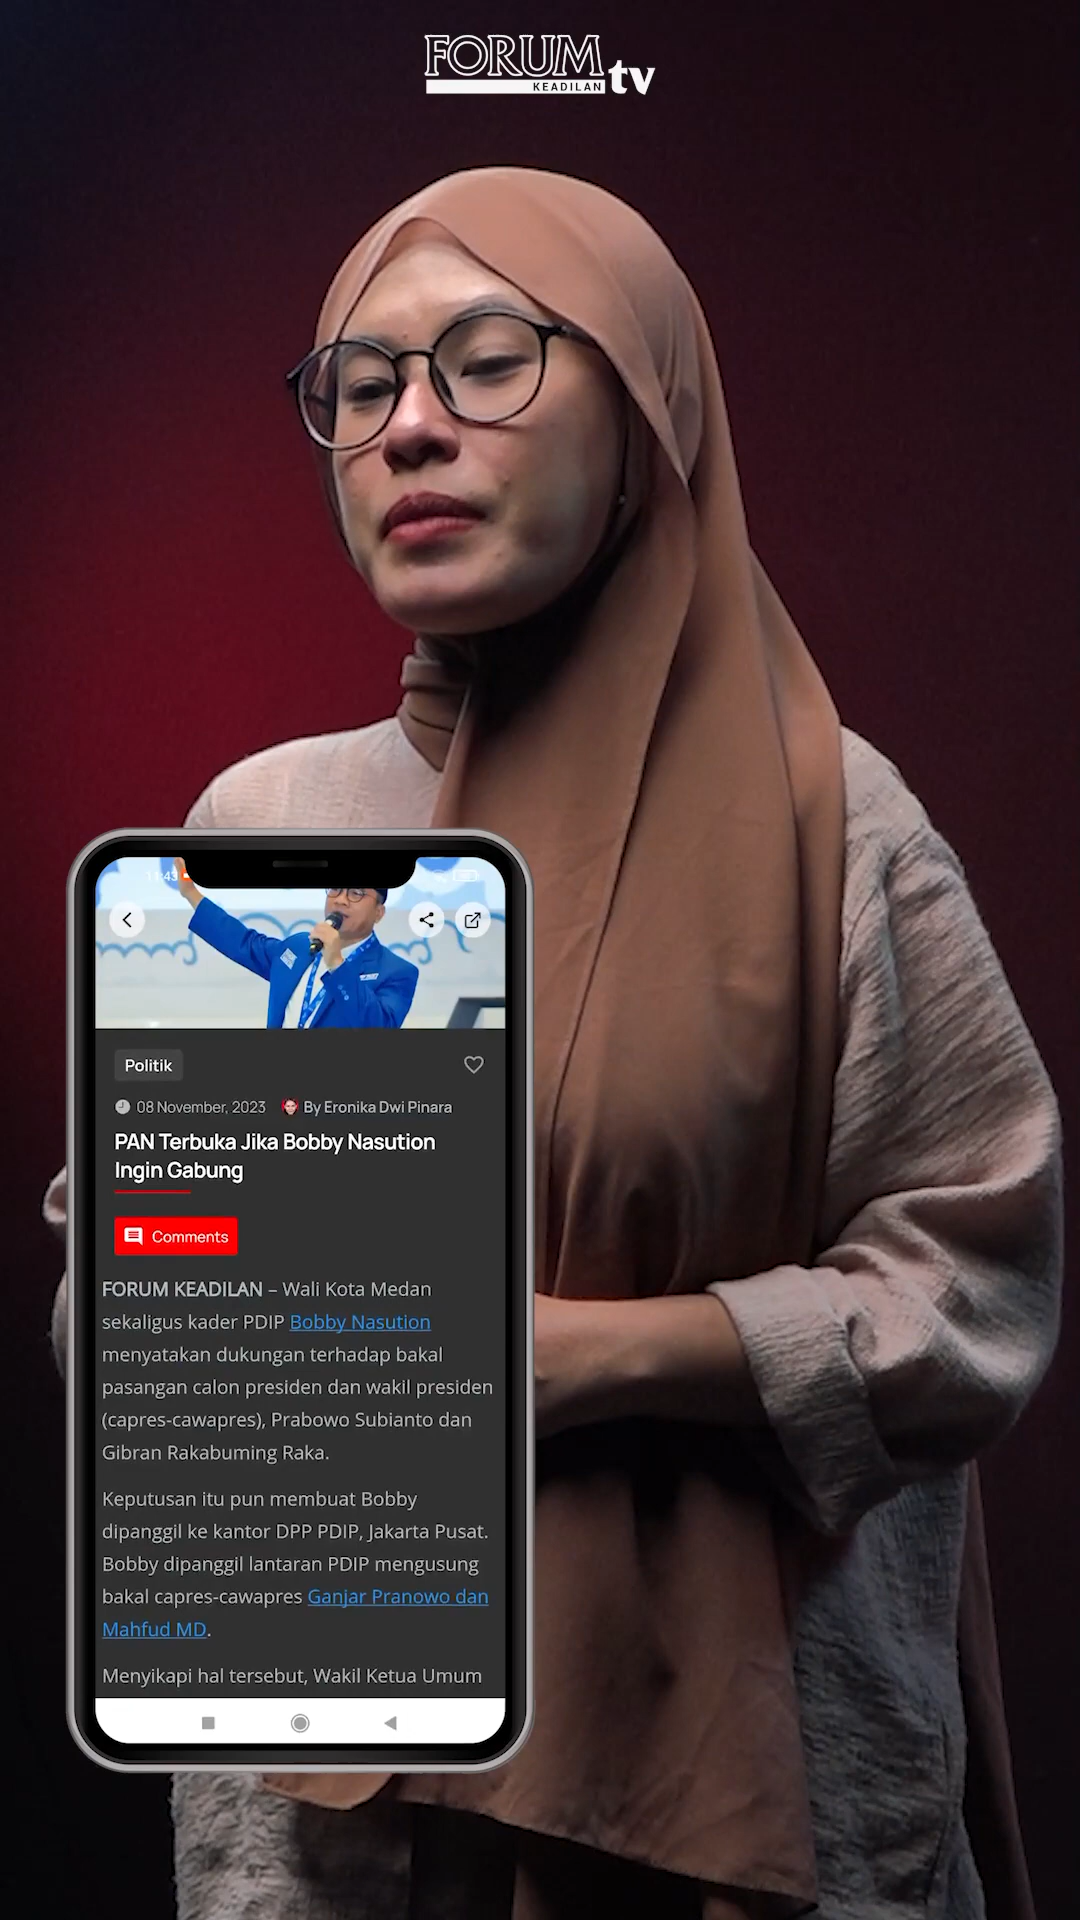 FORUM
KEADILAN tv
11:43
Politik
08 November, 2023 By Eronika Dwi Pinara
PAN Terbuka Jika Bobby Nasution
Ingin Gabung
Comments
FORUM KEADILAN – Wali Kota Medan
sekaligus kader PDIP Bobby Nasution
menyatakan dukungan terhadap bakal
pasangan calon presiden dan wakil presiden
(capres-cawapres), Prabowo Subianto dan
Gibran Rakabuming Raka.
Keputusan itu pun membuat Bobby
dipanggil ke kantor DPP PDIP, Jakarta Pusat.
Bobby dipanggil lantaran PDIP mengusung
bakal capres-cawapres Ganjar Pranowo dan
Mahfud MD.
Menyikapi hal tersebut, Wakil Ketua Umum